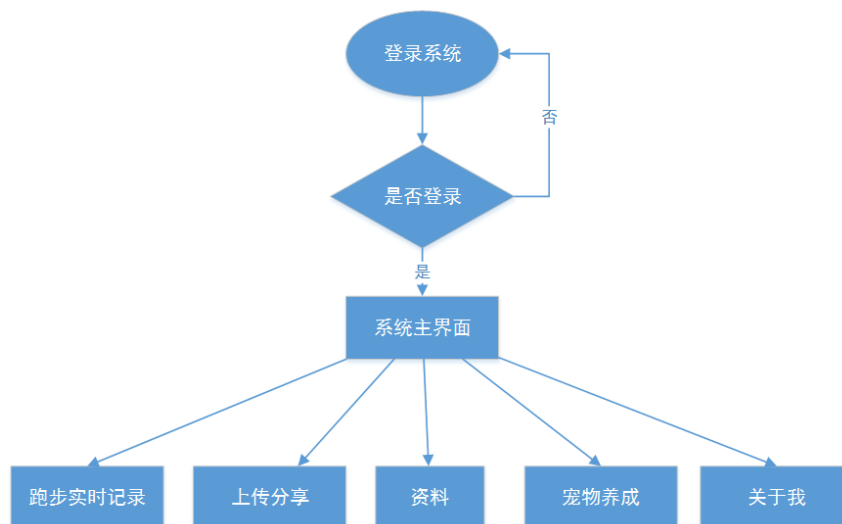 登录系统
否
是否登录
是
系统主界面
跑步实时记录
上传分享
资料
宠物养成
关于我